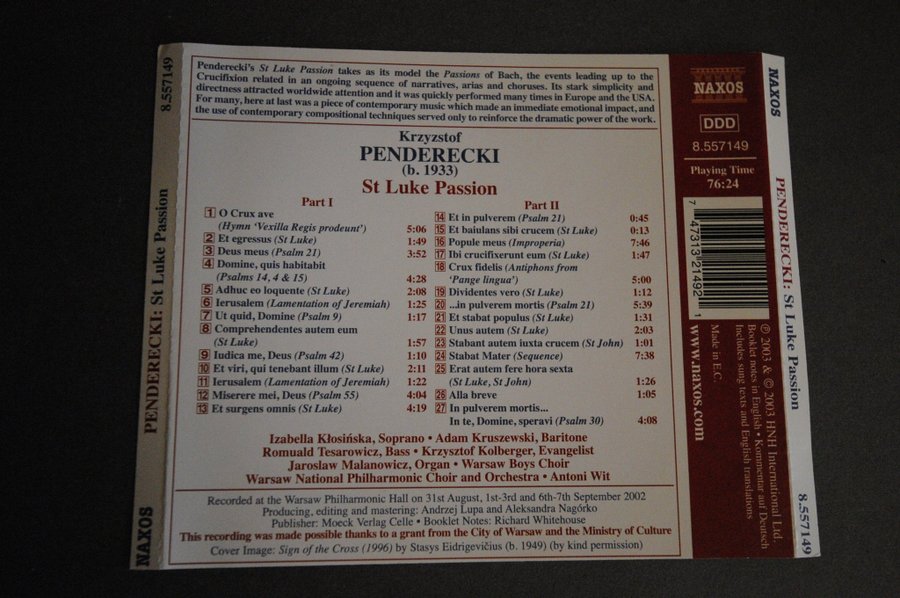 8.557149
PENDERECKI: St Luke Passion
NAXOS
Penderecki's St Luke Passion takes as its model the Passions of Bach, the events leading up to the
Crucifixion related in an ongoing sequence of narratives, arias and choruses. Its stark simplicity and
directness attracted worldwide attention and it was quickly performed many times in Europe and the USA.
For many, here at last was a piece of contemporary music which made an immediate emotional impact, and
the use of contemporary compositional techniques served only to reinforce the dramatic power of the work.
Krzysztof
PENDERECKI
(b. 1933)
St Luke Passion
Part I
1 O Crux ave
(Hymn 'Vexilla Regis prodeunt') 5:06
2 Et egressus (St Luke) 1:49
3 Deus meus (Psalm 21) 3:52
4 Domine, quis habitabit
(Psalms 14, 4 & 15) 4:28
5 Adhuc eo loquente (St Luke) 2:08
6 Ierusalem (Lamentation of Jeremiah) 1:25
7 Ut quid, Domine (Psalm 9) 1:17
8 Comprehendentes autem eum
(St Luke) 1:57
9 Iudica me, Deus (Psalm 42) 1:10
10 Et viri, qui tenebant illum (St Luke) 2:11
11 Ierusalem (Lamentation of Jeremiah) 1:22
12 Miserere mei, Deus (Psalm 55) 4:04
13 Et surgens omnis (St Luke) 4:19
Part II
14 Et in pulverem (Psalm 21) 0:45
15 Et baiulans sibi crucem (St Luke) 0:13
16 Popule meus (Improperia) 7:46
17 Ibi crucifixerunt eum (St Luke) 1:47
18 Crux fidelis (Antiphons from
'Pange lingua') 5:00
19 Dividentes vero (St Luke) 1:12
20 ...in pulverem mortis (Psalm 21) 5:39
21 Et stabat populus (St Luke) 1:31
22 Unus autem (St Luke) 2:03
23 Stabant autem iuxta crucem (St John) 1:01
24 Stabat Mater (Sequence) 7:38
25 Erat autem fere hora sexta
(St Luke, St John) 1:26
26 Alla breve 1:05
27 In pulverem mortis...
In te, Domine, speravi (Psalm 30) 4:08
Izabella Kłosińska, Soprano • Adam Kruszewski, Baritone
Romuald Tesarowicz, Bass • Krzysztof Kolberger, Evangelist
Jaroslaw Malanowicz, Organ • Warsaw Boys Choir
Warsaw National Philharmonic Choir and Orchestra • Antoni Wit
Recorded at the Warsaw Philharmonic Hall on 31st August, 1st-3rd and 6th-7th September 2002
Producing, editing and mastering: Andrzej Lupa and Aleksandra Nagórko
Publisher: Moeck Verlag Celle • Booklet Notes: Richard Whitehouse
This recording was made possible thanks to a grant from the City of Warsaw and the Ministry of Culture
Cover Image: Sign of the Cross (1996) by Stasys Eidrigevičius (b. 1949) (by kind permission)
NAXOS
DDD
8.557149
Playing Time
76:24
7 47313 21492 1
℗ 2003 & © 2003 HNH International Ltd.
Booklet notes in English • Kommentar auf Deutsch
Includes sung texts and English translations
Made in E.C.
www.naxos.com
NAXOS
PENDERECKI: St Luke Passion
8.557149